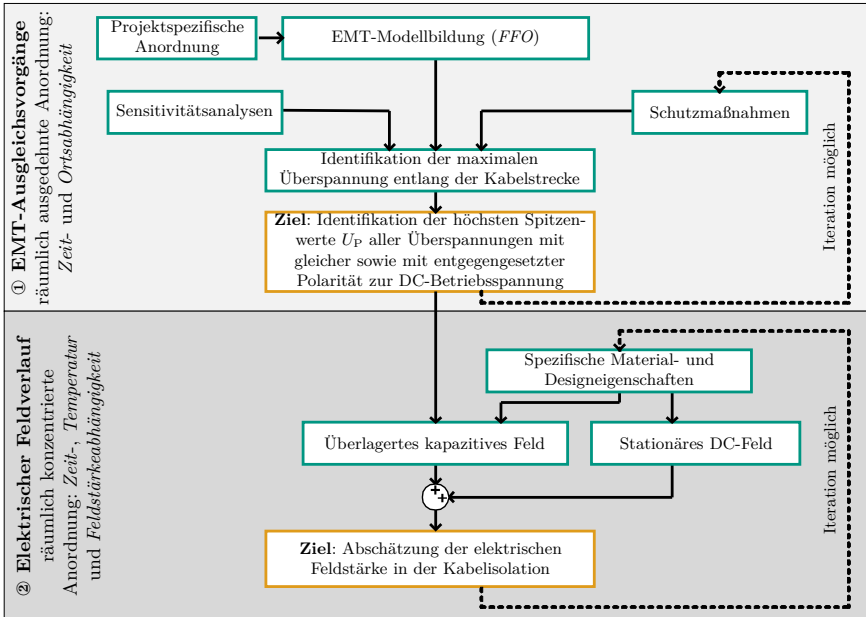 ① EMT-Ausgleichsvorgänge
räumlich ausgedehnte Anordnung:
Zeit- und Ortsabhängigkeit
Projektspezifische
Anordnung
EMT-Modellbildung (FFO)
Sensitivitätsanalysen
Schutzmaßnahmen
Identifikation der maximalen
Überspannung entlang der Kabelstrecke
Ziel: Identifikation der höchsten Spitzen-
werte U_P aller Überspannungen mit
gleicher sowie mit entgegengesetzter
Polarität zur DC-Betriebsspannung
Iteration möglich
② Elektrischer Feldverlauf
räumlich konzentrierte
Anordnung: Zeit-, Temperatur
und Feldstärkeabhängigkeit
Spezifische Material- und
Designeigenschaften
Überlagertes kapazitives Feld
Stationäres DC-Feld
+
+
Ziel: Abschätzung der elektrischen
Feldstärke in der Kabelisolation
Iteration möglich